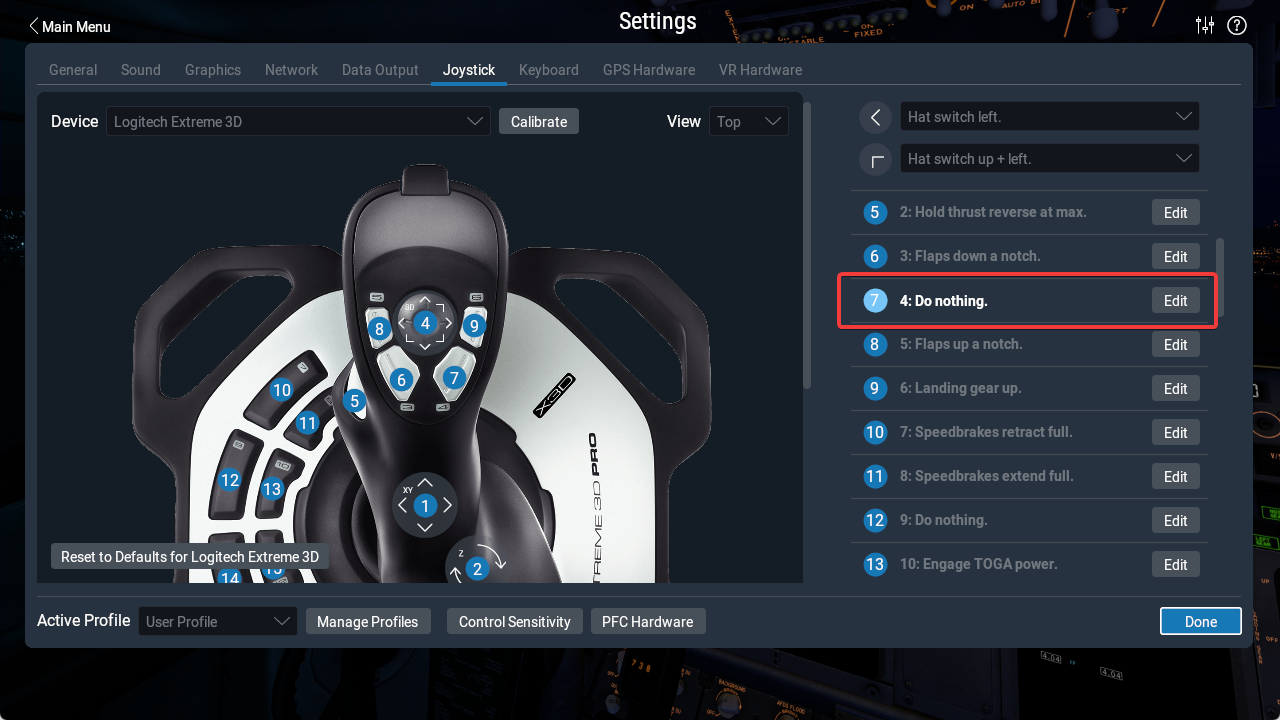 Main Menu
Settings
General Sound Graphics Network Data Output Joystick Keyboard GPS Hardware VR Hardware
Device Logitech Extreme 3D Calibrate View Top
Hat switch left.
Hat switch up + left.
5 2: Hold thrust reverse at max. Edit
6 3: Flaps down a notch. Edit
7 4: Do nothing. Edit
8 5: Flaps up a notch. Edit
9 6: Landing gear up. Edit
10 7: Speedbrakes retract full. Edit
11 8: Speedbrakes extend full. Edit
12 9: Do nothing. Edit
13 10: Engage TOGA power. Edit
8 4 9
6 7
10 5
11
12 13
XY 1
Z 2
X3D
EXTREME 3D PRO
14 15
Reset to Defaults for Logitech Extreme 3D
Active Profile User Profile Manage Profiles Control Sensitivity PFC Hardware Done